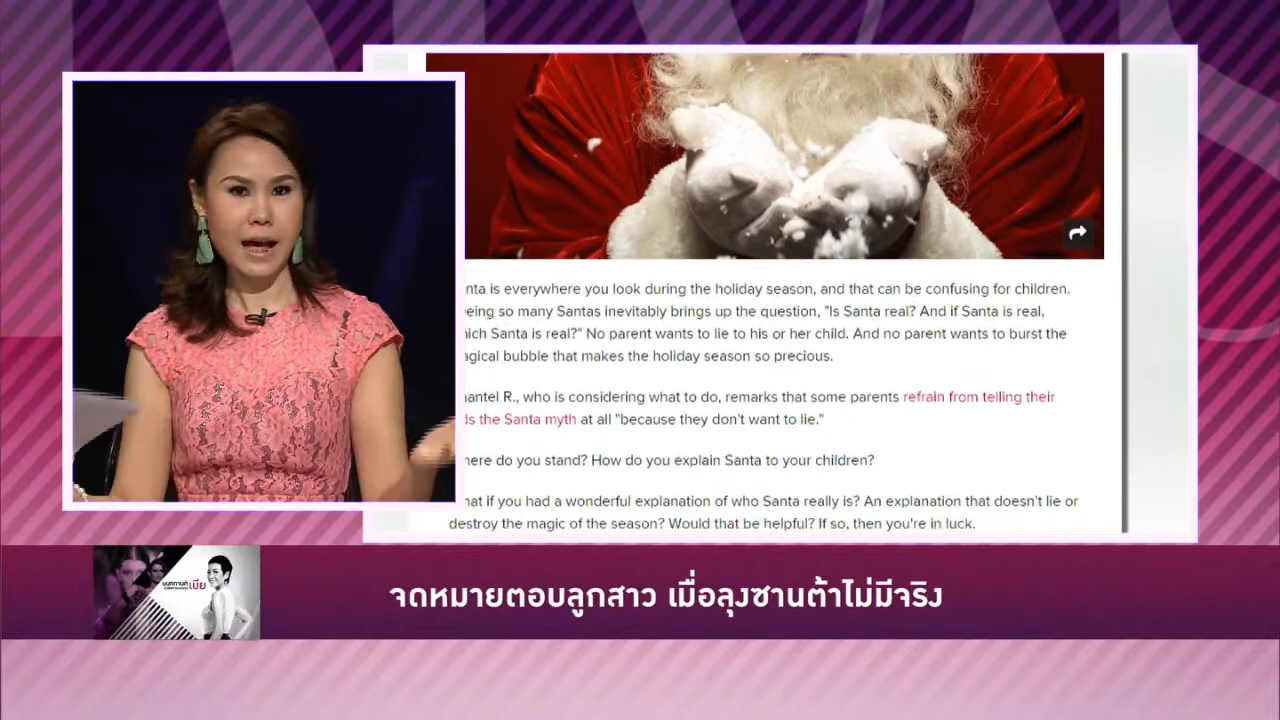 nta is everywhere you look during the holiday season, and that can be confusing for children.
eing so many Santas inevitably brings up the question, "Is Santa real? And if Santa is real,
ich Santa is real?" No parent wants to lie to his or her child. And no parent wants to burst the
agical bubble that makes the holiday season so precious.
antel R., who is considering what to do, remarks that some parents refrain from telling their
ds the Santa myth at all "because they don't want to lie."
here do you stand? How do you explain Santa to your children?
hat if you had a wonderful explanation of who Santa really is? An explanation that doesn't lie or
destroy the magic of the season? Would that be helpful? If so, then you're in luck.
เบีย
จดหมายตอบลูกสาว เมื่อลุงซานต้าไม่มีจริง